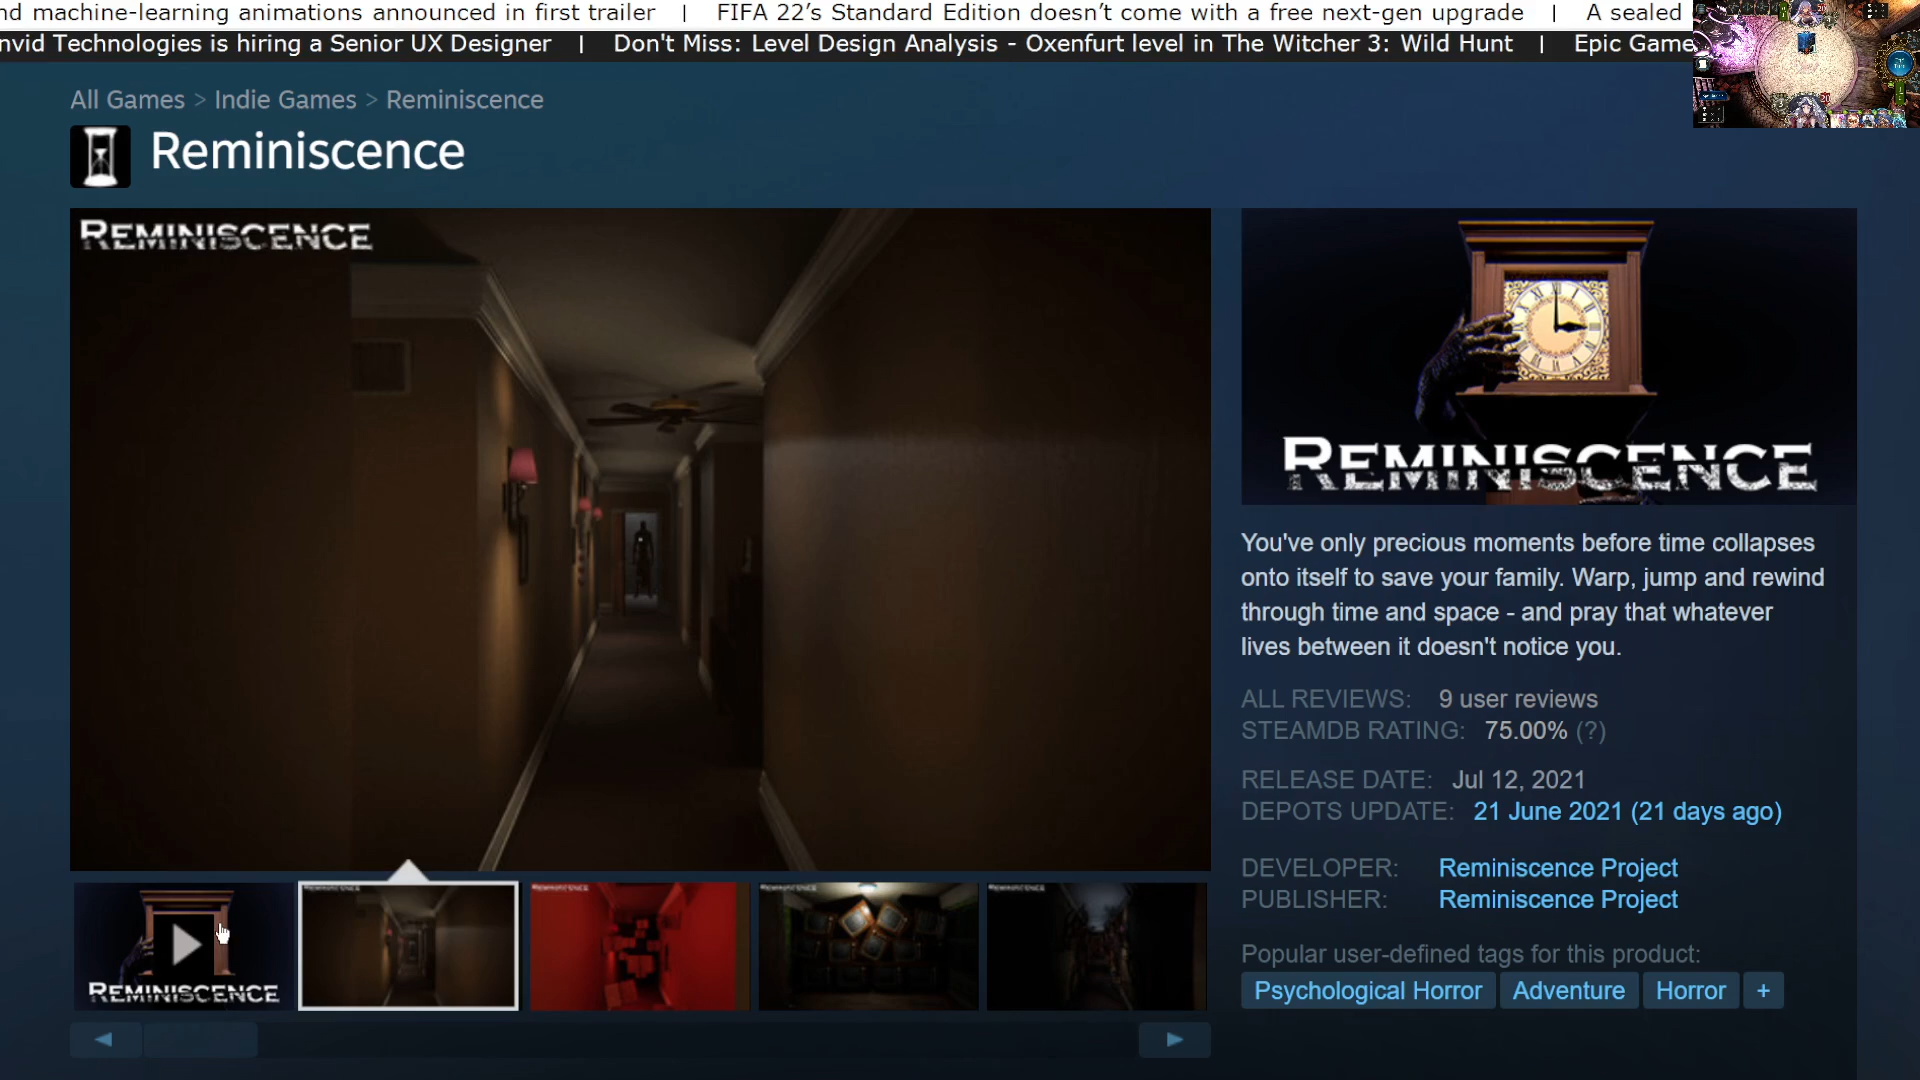 nd machine-learning animations announced in first trailer | FIFA 22’s Standard Edition doesn’t come with a free next-gen upgrade | A sealed
nvid Technologies is hiring a Senior UX Designer | Don't Miss: Level Design Analysis - Oxenfurt level in The Witcher 3: Wild Hunt | Epic Game
All Games > Indie Games > Reminiscence
Reminiscence
REMINISCENCE
REMINISCENCE
You've only precious moments before time collapses
onto itself to save your family. Warp, jump and rewind
through time and space - and pray that whatever
lives between it doesn't notice you.
ALL REVIEWS: 9 user reviews
STEAMDB RATING: 75.00% (?)
RELEASE DATE: Jul 12, 2021
DEPOTS UPDATE: 21 June 2021 (21 days ago)
DEVELOPER: Reminiscence Project
PUBLISHER: Reminiscence Project
Popular user-defined tags for this product:
Psychological Horror Adventure Horror +
REMINISCENCE
REMINISCENCE
REMINISCENCE
REMINISCENCE
REMINISCENCE